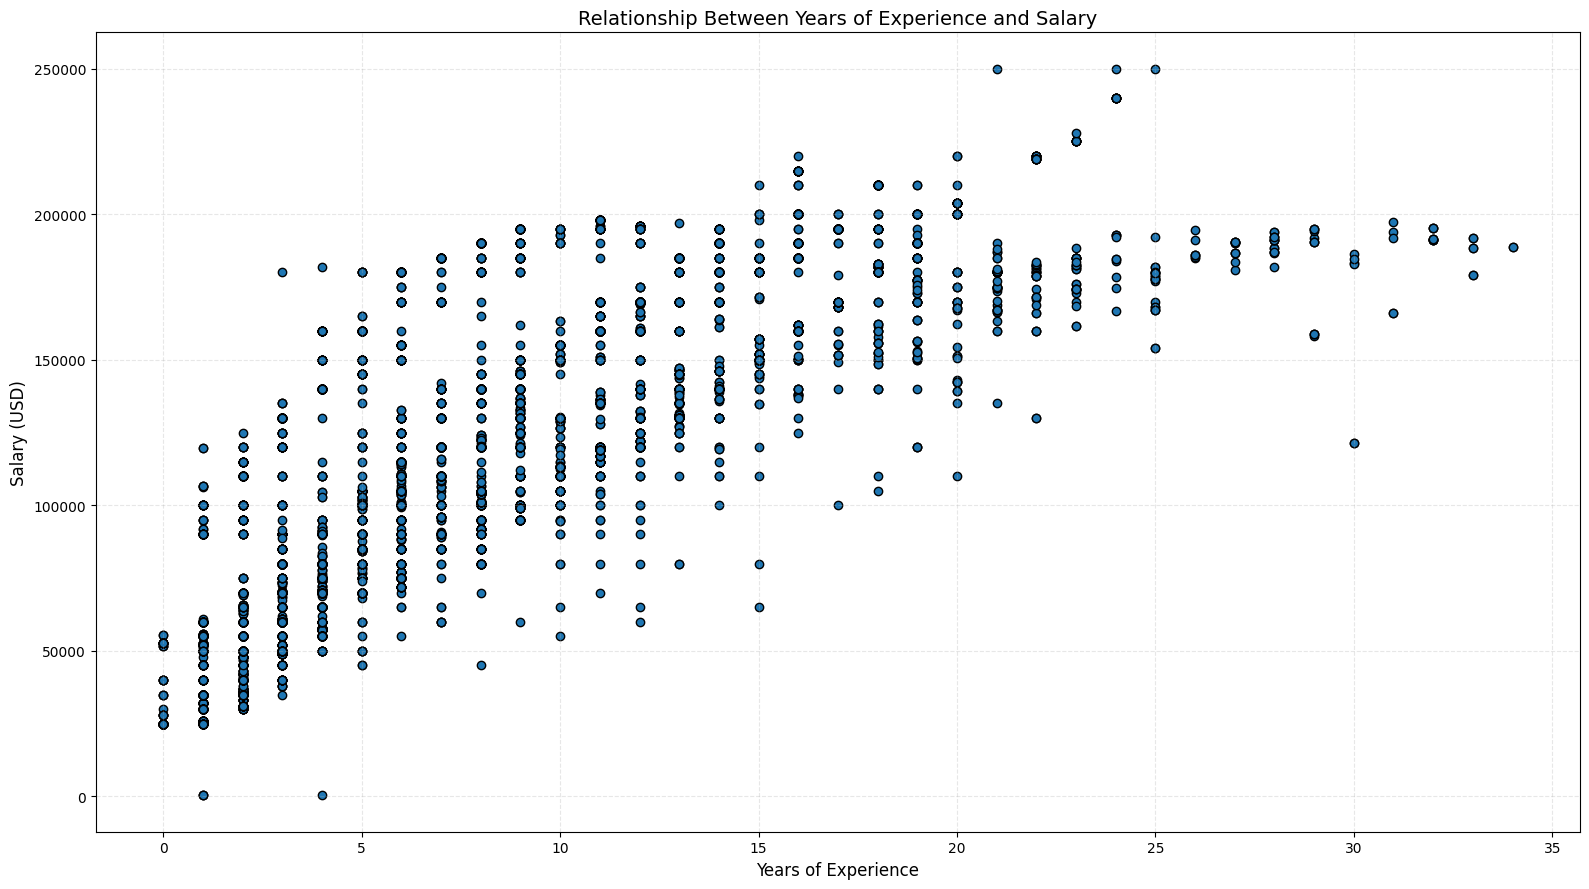 Relationship Between Years of Experience and Salary
Salary (USD)
250000
200000
150000
100000
50000
0
0 5 10 15 20 25 30 35
Years of Experience